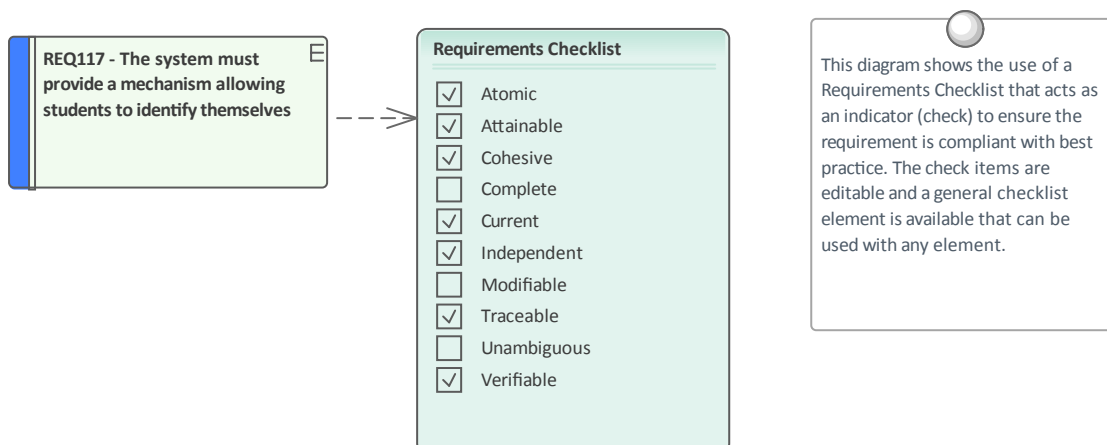 REQ117 - The system must
provide a mechanism allowing
students to identify themselves
E
Requirements Checklist
Atomic
Attainable
Cohesive
Complete
Current
Independent
Modifiable
Traceable
Unambiguous
Verifiable
This diagram shows the use of a
Requirements Checklist that acts as
an indicator (check) to ensure the
requirement is compliant with best
practice. The check items are
editable and a general checklist
element is available that can be
used with any element.